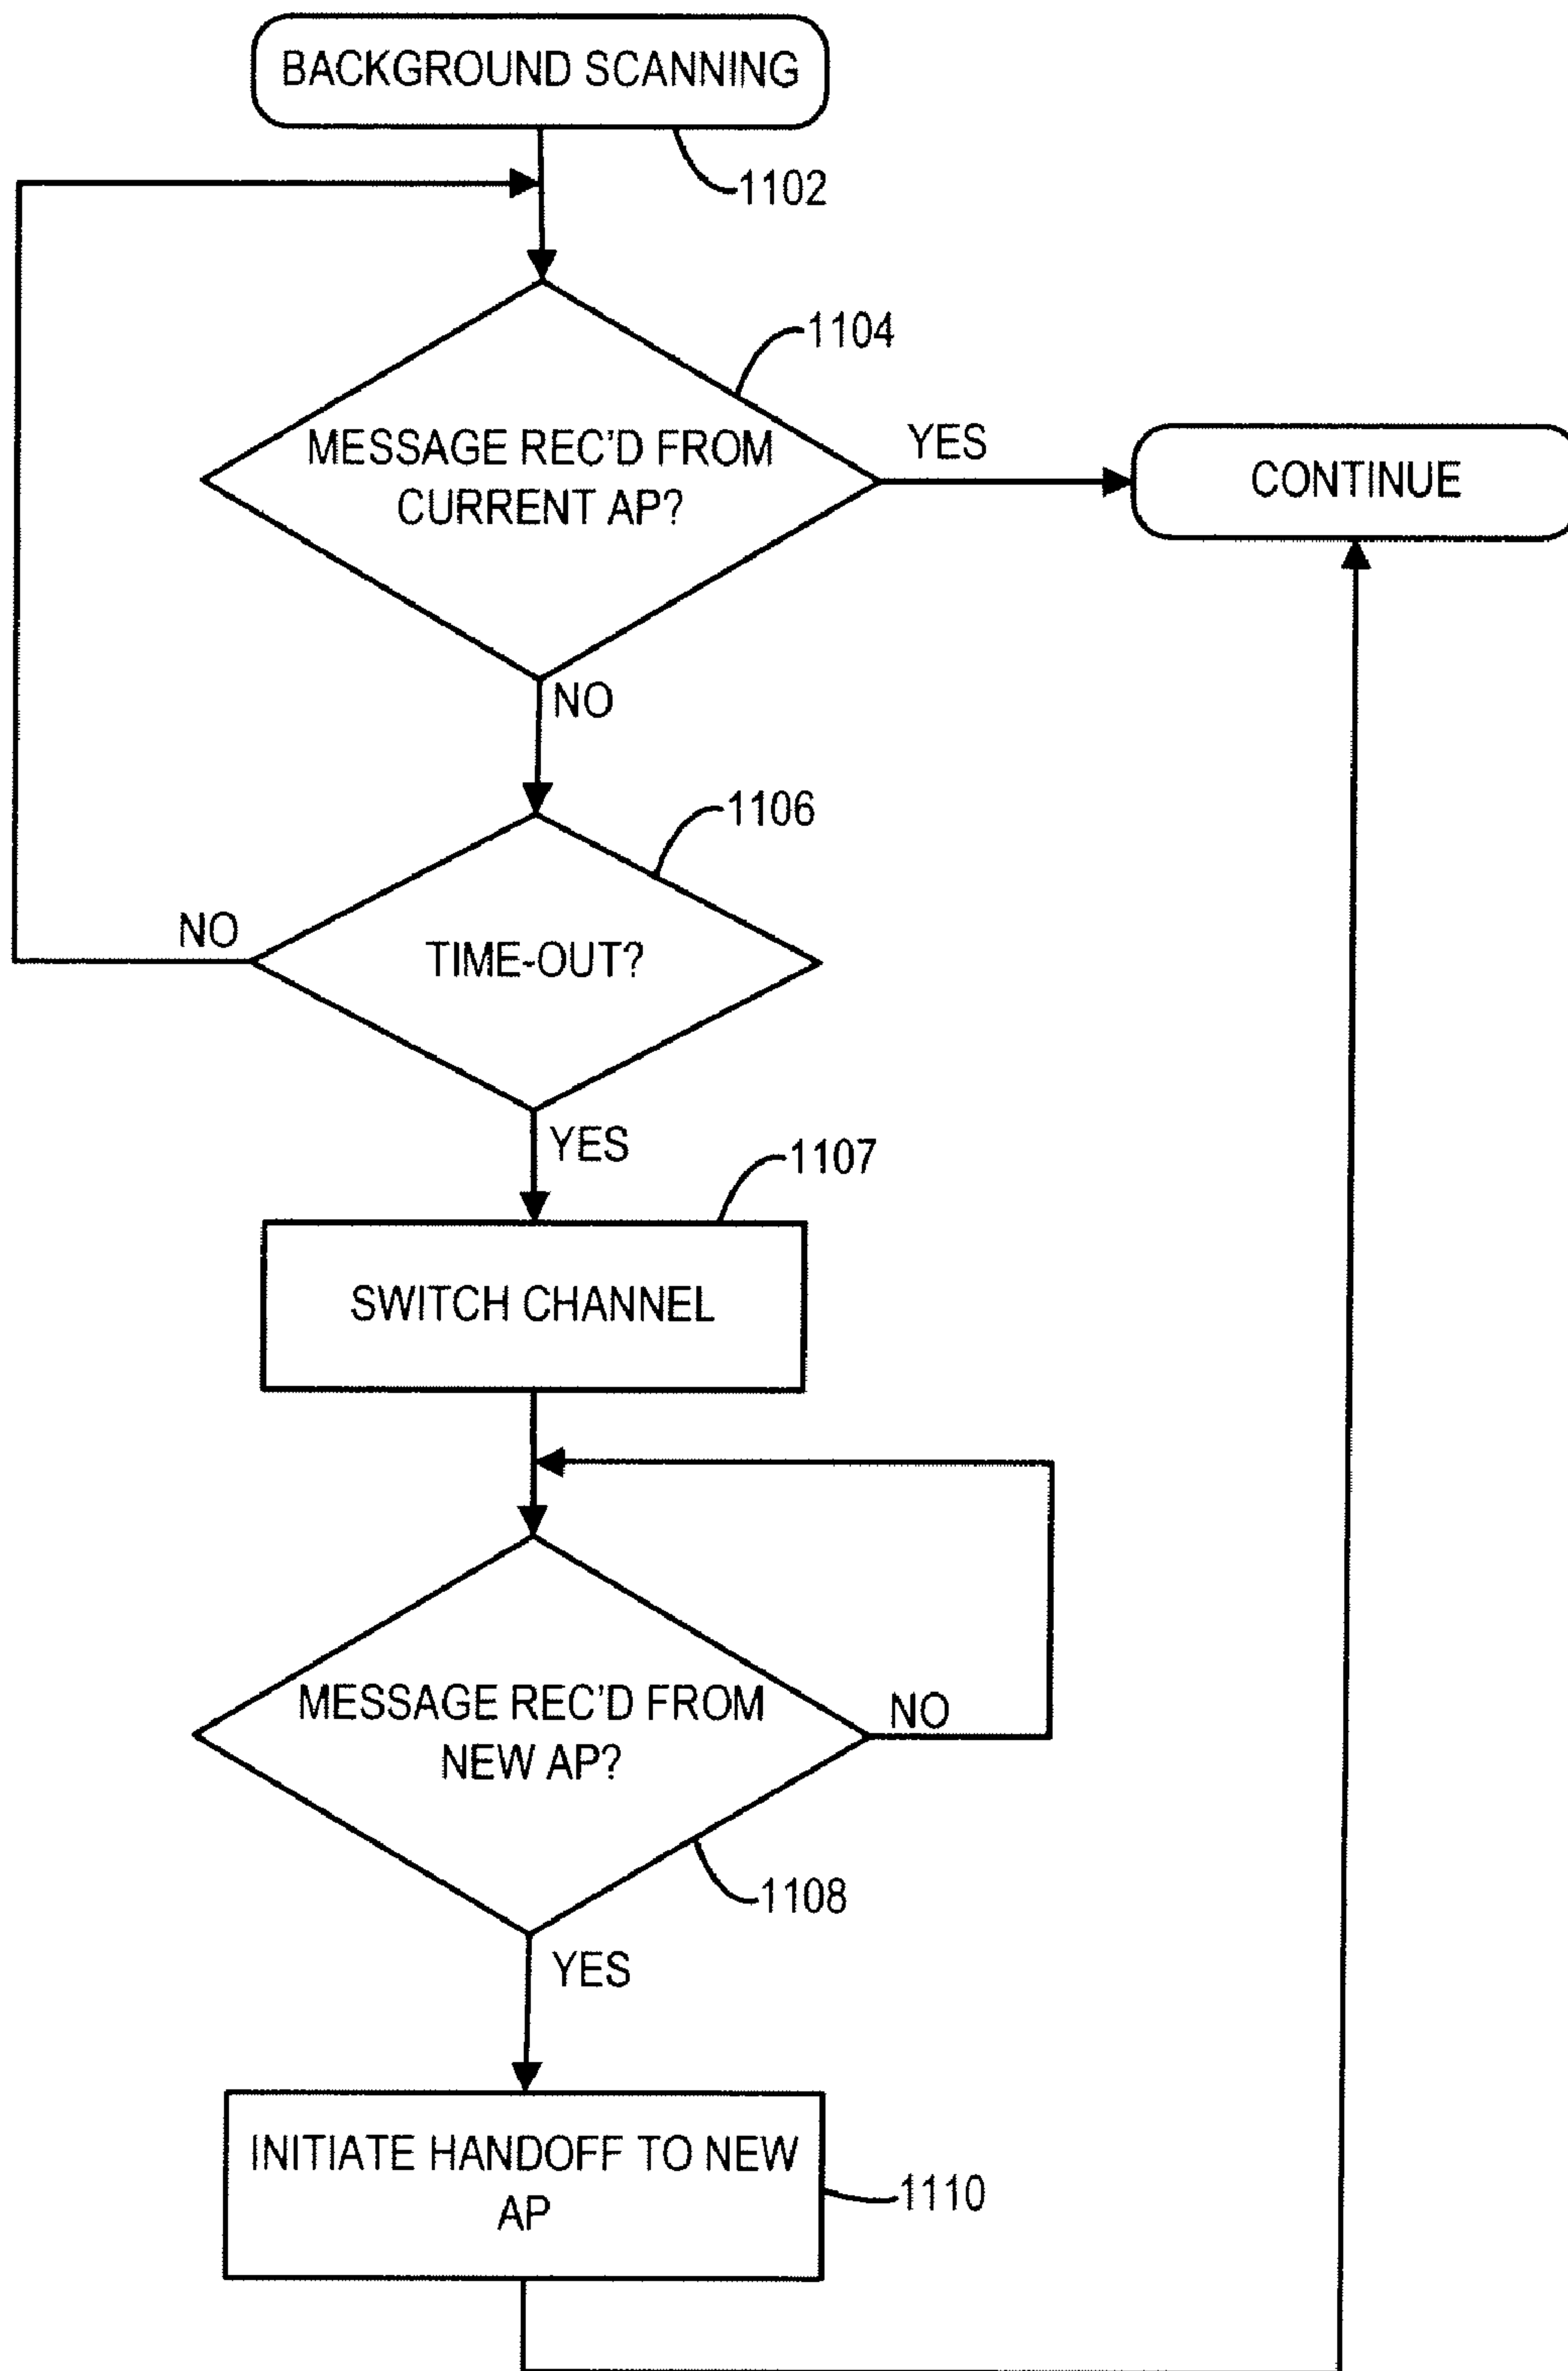 BACKGROUND SCANNING
1102
1104
MESSAGE REC'D FROM
CURRENT AP?
YES
CONTINUE
NO
1106
NO
TIME-OUT?
YES
1107
SWITCH CHANNEL
MESSAGE REC'D FROM
NEW AP?
NO
1108
YES
INITIATE HANDOFF TO NEW
AP
1110